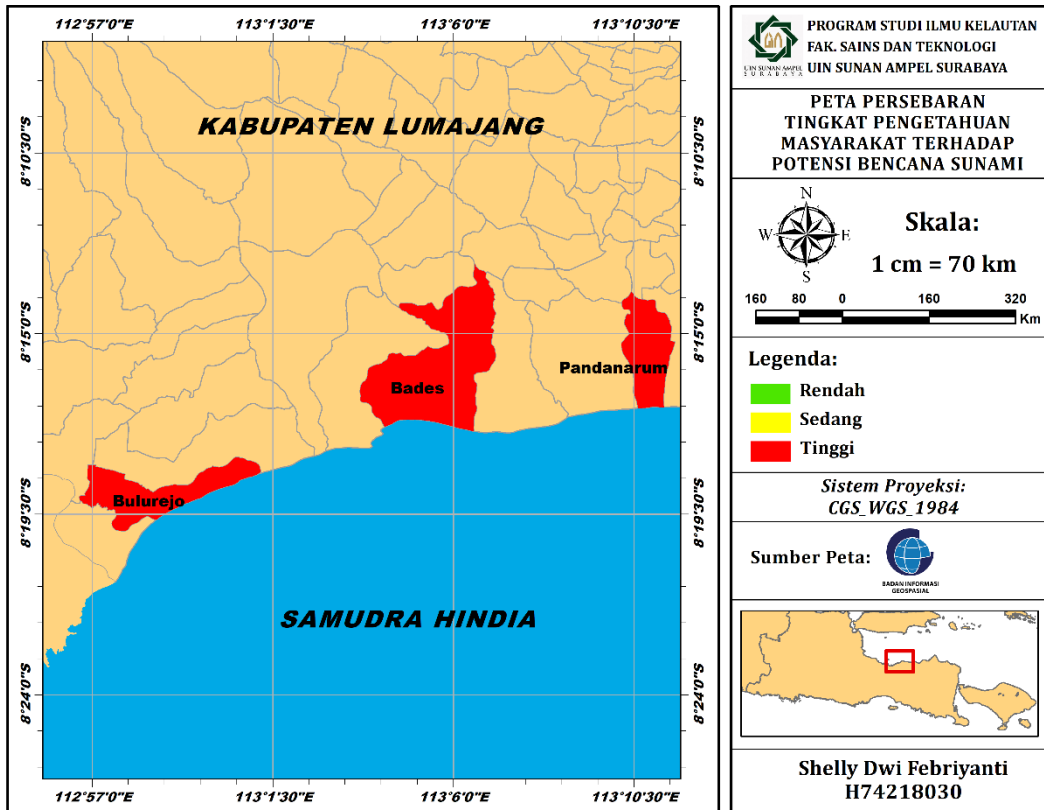 112°57'0"E
113°1'30"E
113°6'0"E
113°10'30"E
8°10'30"S
8°15'0"S
8°19'30"S
8°24'0"S
8°10'30"S
8°15'0"S
8°19'30"S
8°24'0"S
KABUPATEN LUMAJANG
Bades
Pandanarum
Bulurejo
SAMUDRA HINDIA
112°57'0"E
113°1'30"E
113°6'0"E
113°10'30"E
UIN SUNAN AMPEL
SURABAYA
PROGRAM STUDI ILMU KELAUTAN
FAK. SAINS DAN TEKNOLOGI
UIN SUNAN AMPEL SURABAYA
PETA PERSEBARAN
TINGKAT PENGETAHUAN
MASYARAKAT TERHADAP
POTENSI BENCANA SUNAMI
N
W
E
S
Skala:
1 cm = 70 km
160 80 0 160 320
Km
Legenda:
Rendah
Sedang
Tinggi
Sistem Proyeksi:
CGS_WGS_1984
Sumber Peta:
BADAN INFORMASI
GEOSPASIAL
Shelly Dwi Febriyanti
H74218030